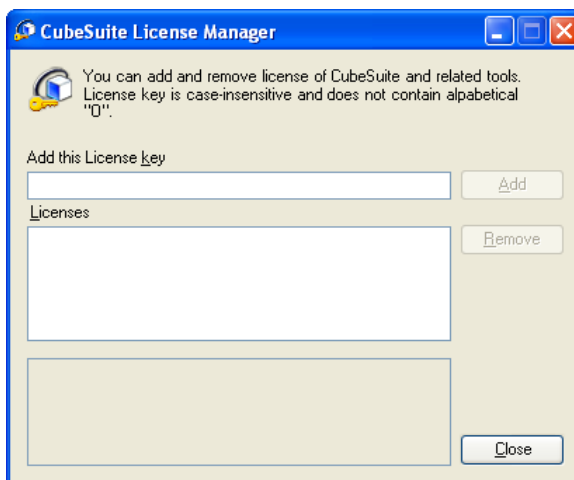 CubeSuite License Manager
You can add and remove license of CubeSuite and related tools.
License key is case-insensitive and does not contain alpabetical
"O".
Add this License key
Add
Licenses
Remove
Close